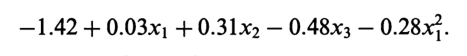 −1.42 + 0.03x₁ + 0.31x₂ − 0.48x₃ − 0.28x₁².